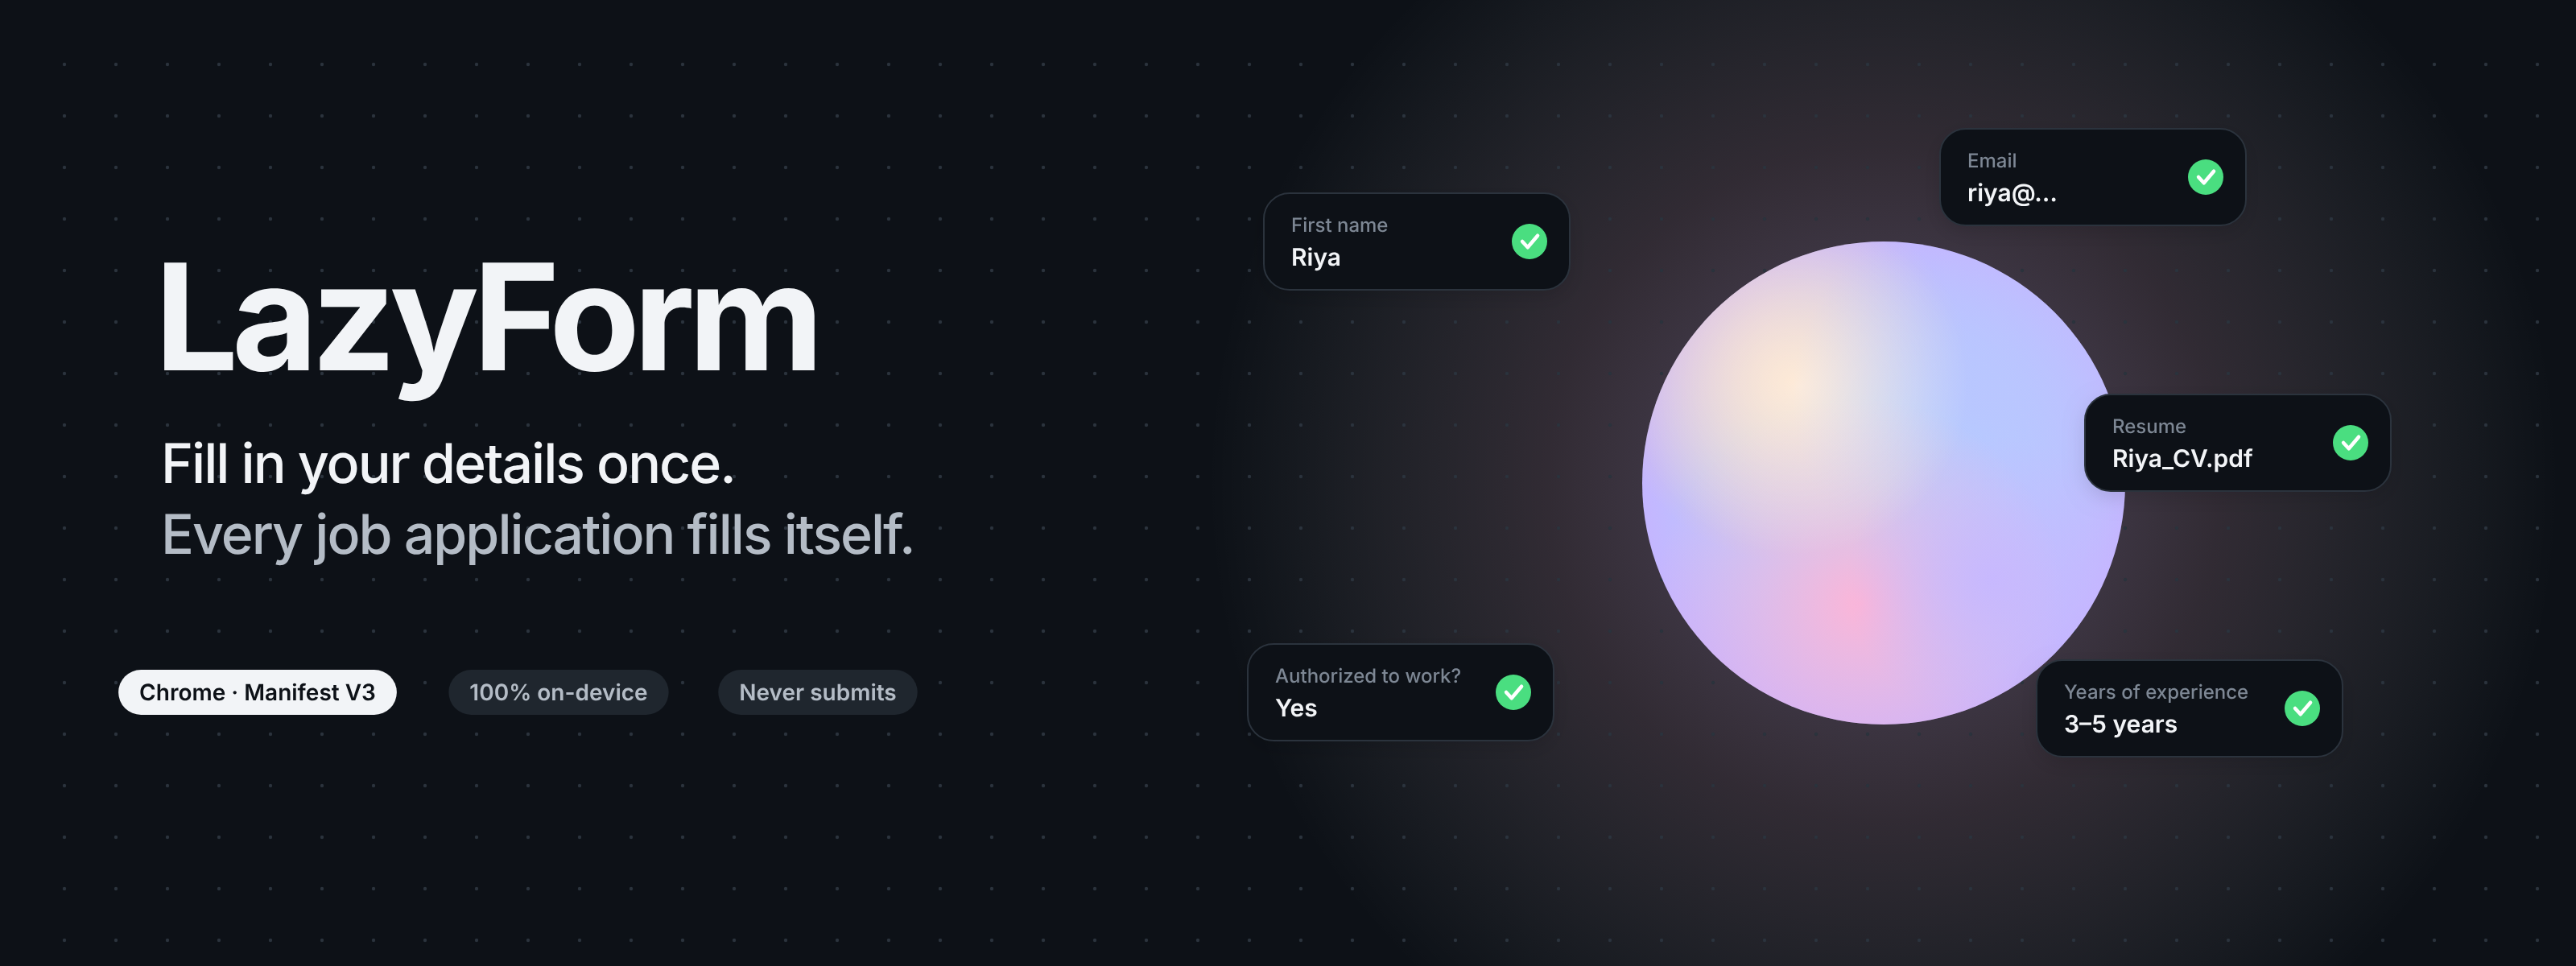 LazyForm
Fill in your details once.
Every job application fills itself.
Chrome · Manifest V3
100% on-device
Never submits
First name
Riya
Email
riya@...
Resume
Riya_CV.pdf
Authorized to work?
Yes
Years of experience
3–5 years